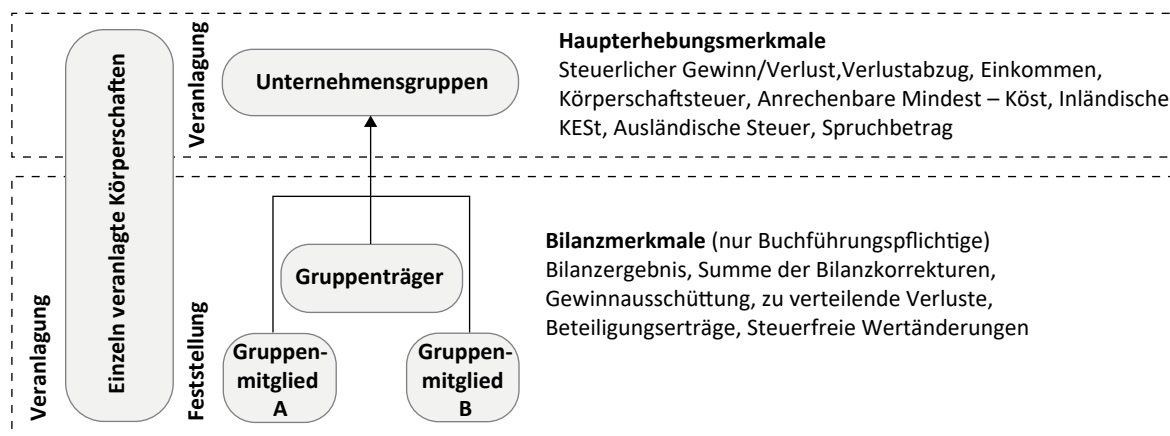 Veranlagung
Einzeln veranlagte Körperschaften
Veranlagung
Unternehmensgruppen
Haupterhebungsmerkmale
Steuerlicher Gewinn/Verlust,Verlustabzug, Einkommen,
Körperschaftsteuer, Anrechenbare Mindest – Köst, Inländische
KESt, Ausländische Steuer, Spruchbetrag
Feststellung
Gruppenträger
Gruppen-
mitglied
A
Gruppen-
mitglied
B
Bilanzmerkmale (nur Buchführungspflichtige)
Bilanzergebnis, Summe der Bilanzkorrekturen,
Gewinnausschüttung, zu verteilende Verluste,
Beteiligungserträge, Steuerfreie Wertänderungen